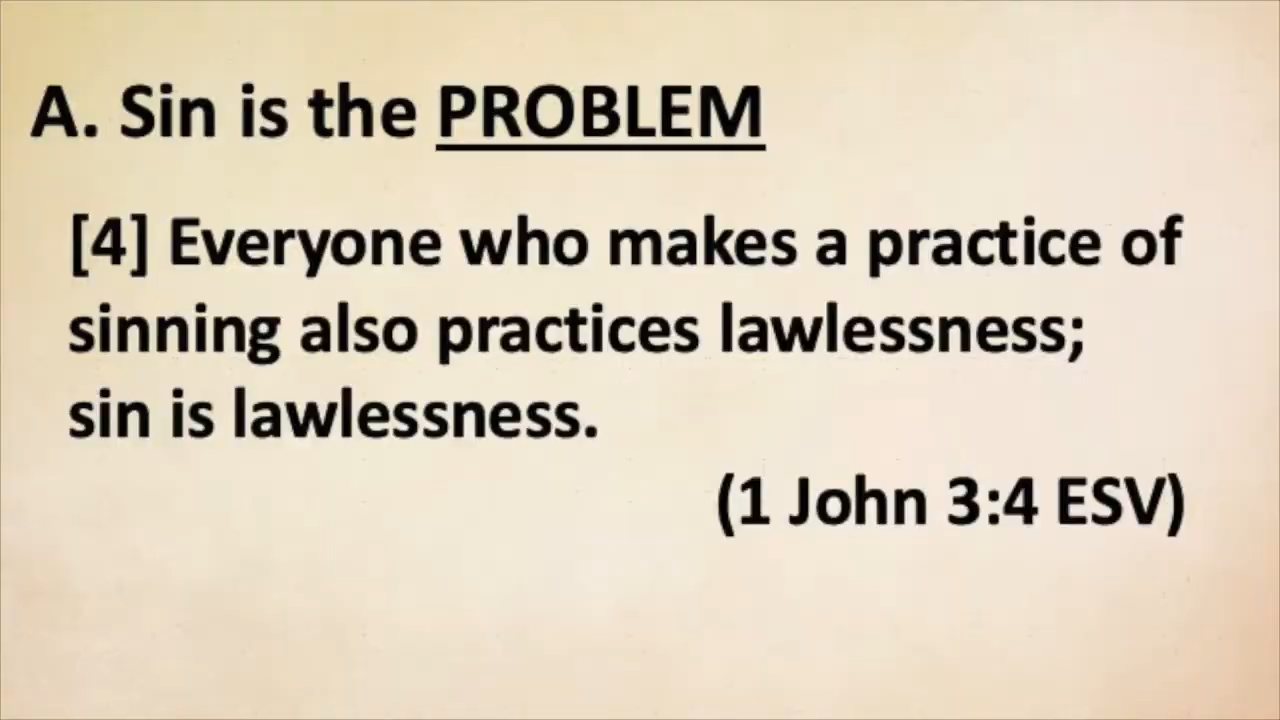 A. Sin is the PROBLEM
[4] Everyone who makes a practice of
sinning also practices lawlessness;
sin is lawlessness.
(1 John 3:4 ESV)